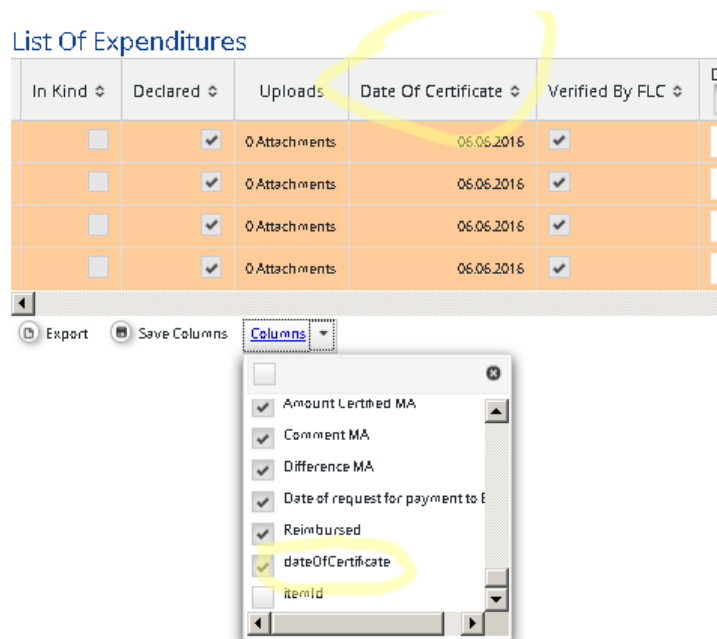 List Of Expenditures
In Kind Declared Uploads Date Of Certificate Verified By FLC
0 Attachments 06.06.2016
0 Attachments 06.06.2016
0 Attachments 06.06.2016
0 Attachments 06.06.2016
Export Save Columns Columns
Amount Certified MA
Comment MA
Difference MA
Date of request for payment to
Reimbursed
dateOfCertificate
itemId